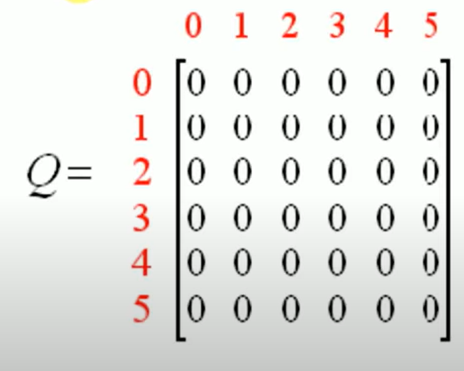 0 1 2 3 4 5
0 0 0 0 0 0 0
1 0 0 0 0 0 0
Q= 2 0 0 0 0 0 0
3 0 0 0 0 0 0
4 0 0 0 0 0 0
5 0 0 0 0 0 0